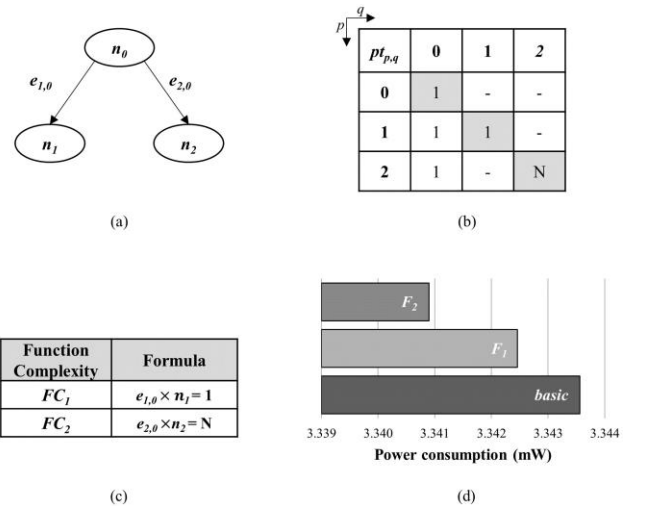 n0
e1,0
e2,0
n1
n2
(a)
q
p
ptp,q 0 1 2
0 1 - -
1 1 1 -
2 1 - N
(b)
Function Complexity Formula
FC1 e1,0 × n1= 1
FC2 e2,0 ×n2= N
(c)
F2
F1
basic
3.339 3.340 3.341 3.342 3.343 3.344
Power consumption (mW)
(d)